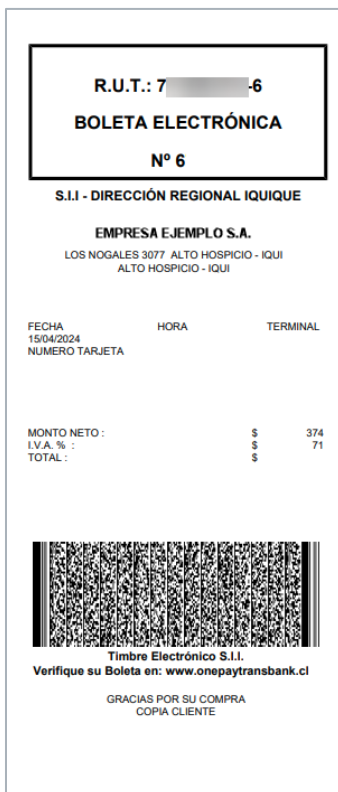 R.U.T.: 7 -6
BOLETA ELECTRÓNICA
Nº 6
S.I.I - DIRECCIÓN REGIONAL IQUIQUE
EMPRESA EJEMPLO S.A.
LOS NOGALES 3077 ALTO HOSPICIO - IQUI
ALTO HOSPICIO - IQUI
FECHA HORA TERMINAL
15/04/2024
NUMERO TARJETA
MONTO NETO : $ 374
I.V.A. % : $ 71
TOTAL : $
Timbre Electrónico S.I.I.
Verifique su Boleta en: www.onepaytransbank.cl
GRACIAS POR SU COMPRA
COPIA CLIENTE